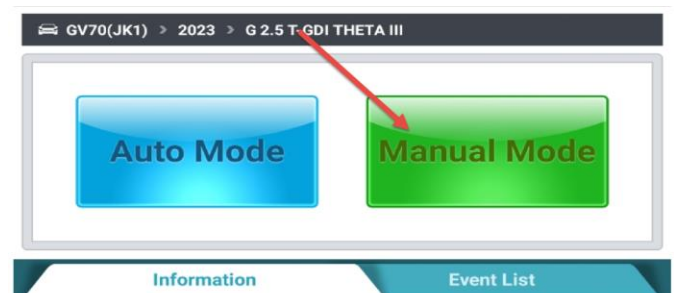 GV70(JK1) > 2023 > G 2.5 T-GDI THETA III
Auto Mode
Manual Mode
Information
Event List